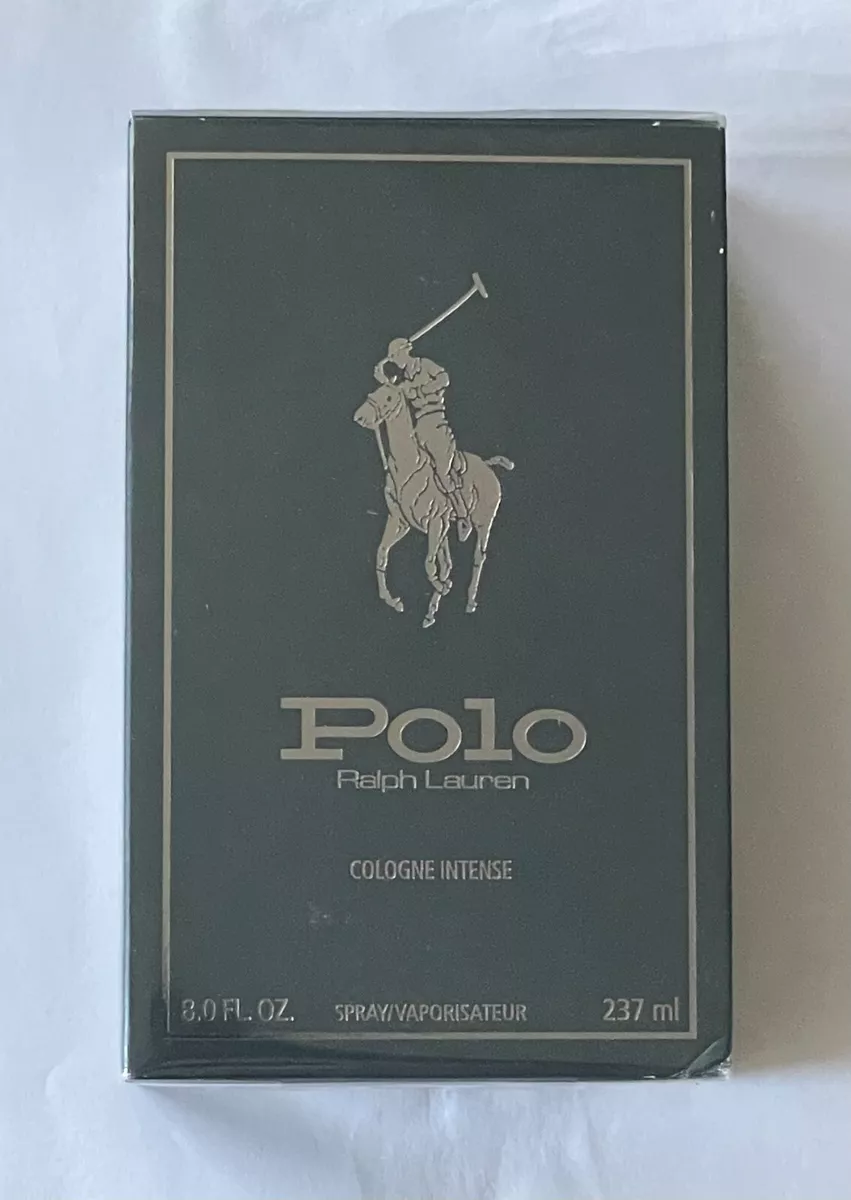 Polo
Ralph Lauren
COLOGNE INTENSE
8.0 FL. OZ. SPRAY/VAPORISATEUR 237 ml